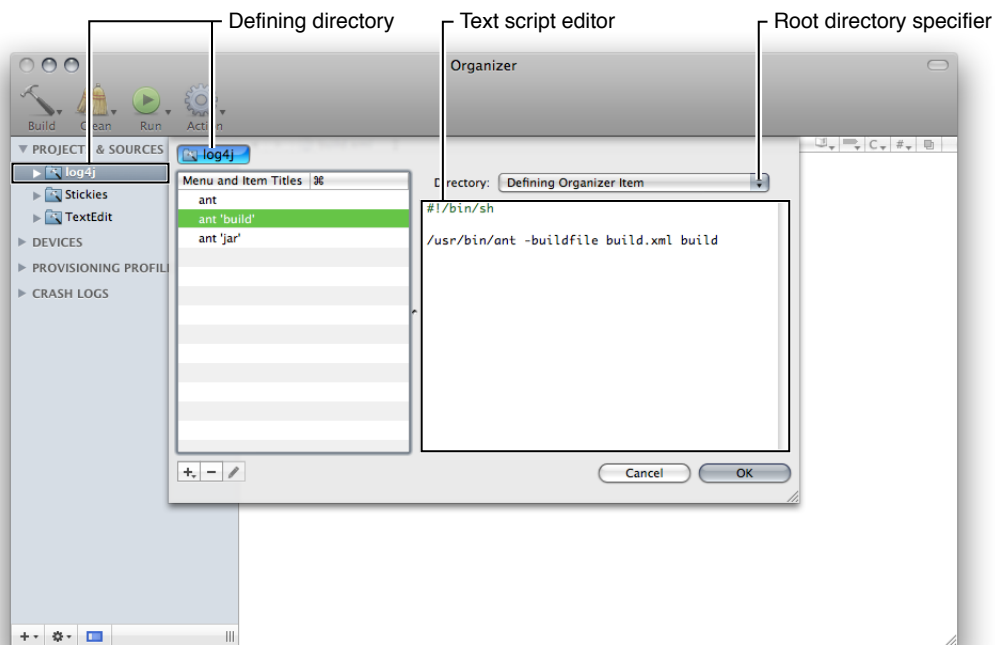 Defining directory
Text script editor
Root directory specifier
Organizer
Build
Clean
Run
Action
PROJECTS & SOURCES
log4j
Stickies
TextEdit
DEVICES
PROVISIONING PROFIL
CRASH LOGS
log4j
Menu and Item Titles ⌘
ant
ant 'build'
ant 'jar'
Directory: Defining Organizer Item
#!/bin/sh
/usr/bin/ant -buildfile build.xml build
Cancel
OK
C
#